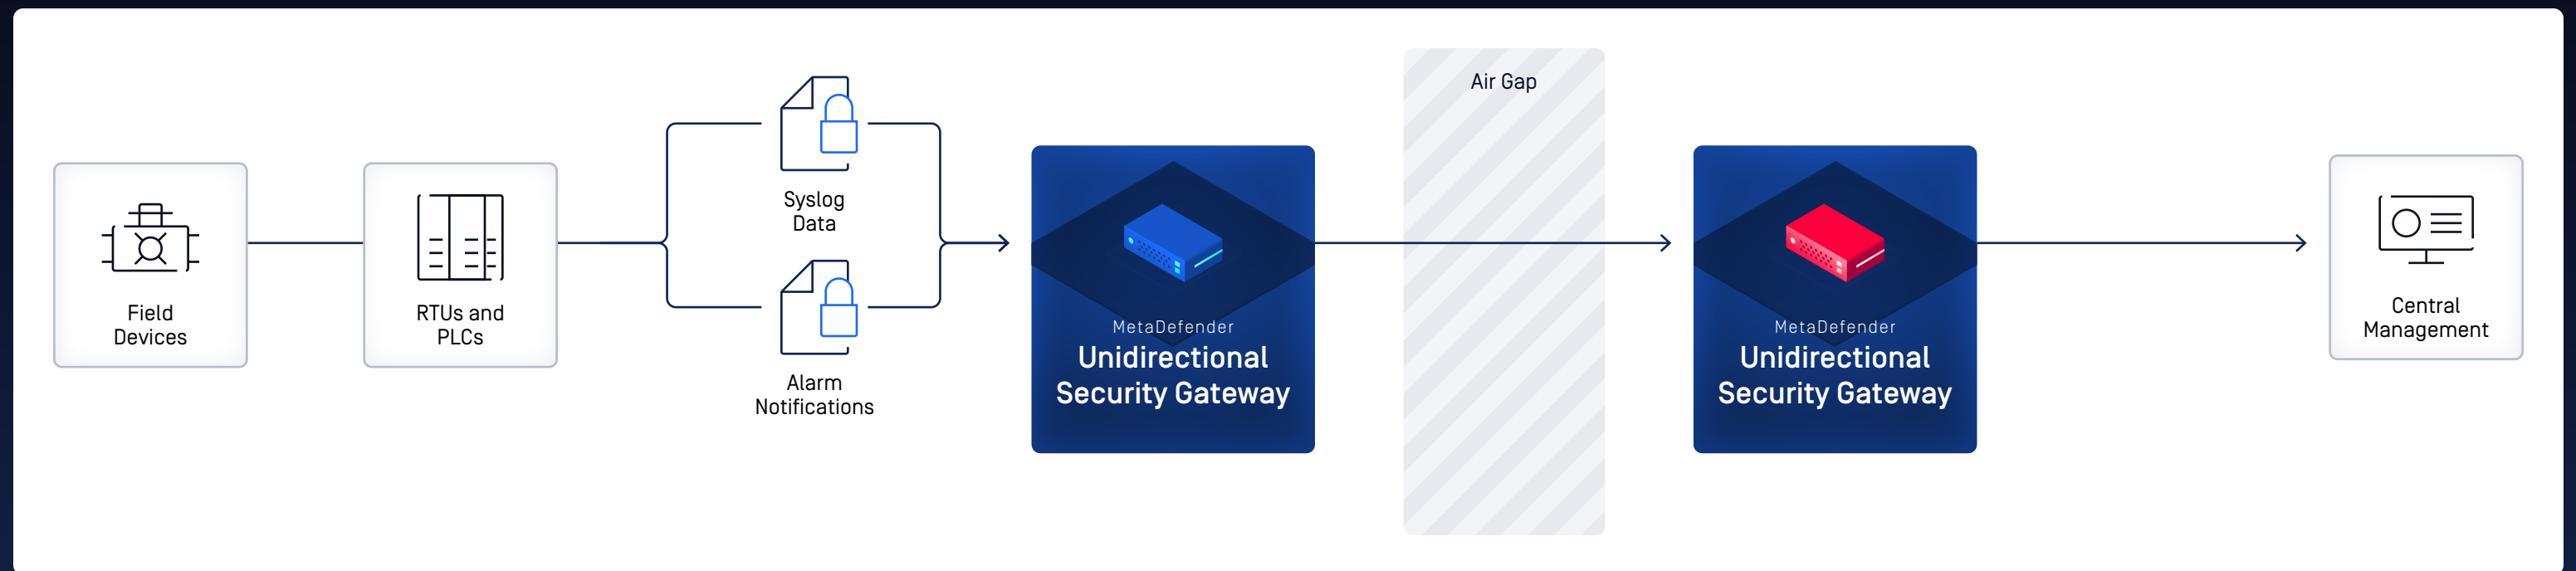 Field
Devices
RTUs and
PLCs
Syslog
Data
Alarm
Notifications
MetaDefender
Unidirectional
Security Gateway
Air Gap
MetaDefender
Unidirectional
Security Gateway
Central
Management